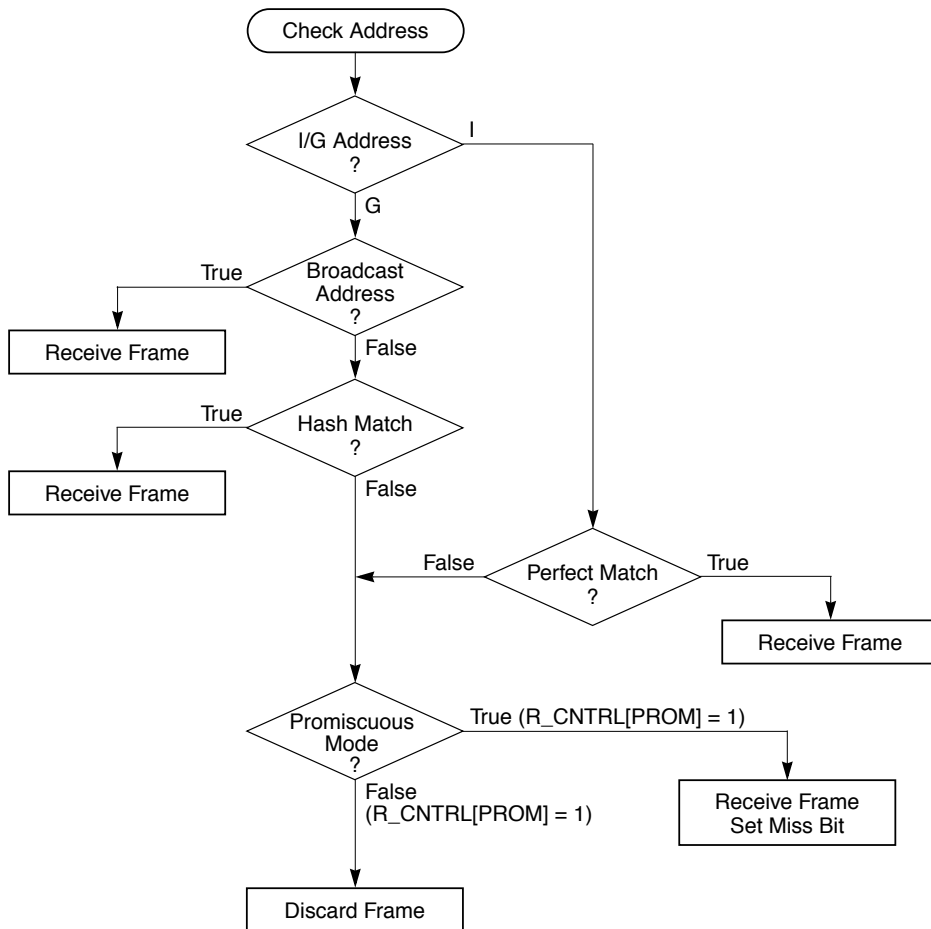 Check Address
I/G Address
?
I
G
True
Broadcast
Address
?
Receive Frame
False
True
Hash Match
?
Receive Frame
False
False
Perfect Match
?
True
Receive Frame
Promiscuous
Mode
?
True (R_CNTRL[PROM] = 1)
False
(R_CNTRL[PROM] = 1)
Receive Frame
Set Miss Bit
Discard Frame